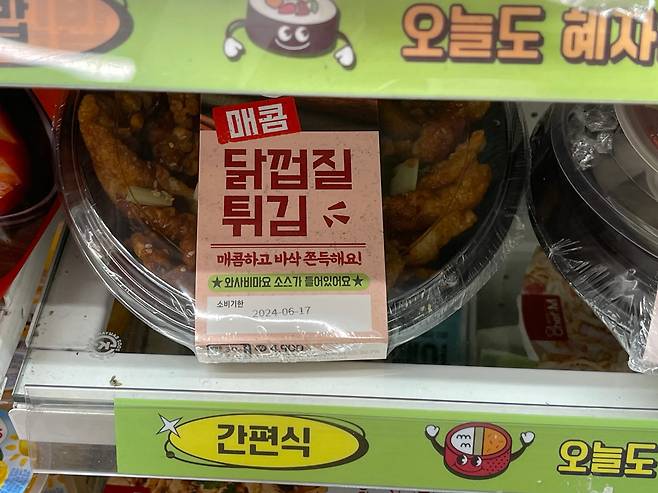 오늘도 혜자
매콤
닭껍질
튀김
매콤하고 바삭 쫀득해요!
★와사비마요 소스가 들어있어요★
소비기한
2024-06-17
간편식
오늘도